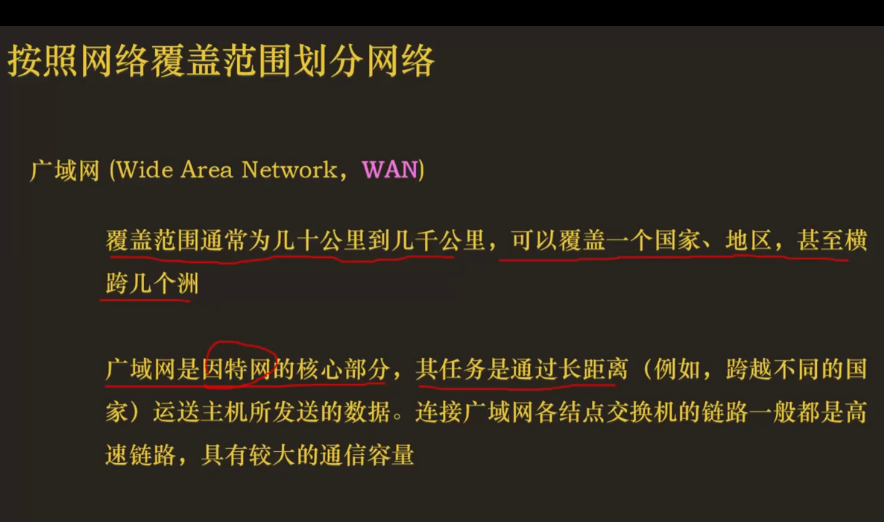 按照网络覆盖范围划分网络
广域网 (Wide Area Network，WAN)
覆盖范围通常为几十公里到几千公里，可以覆盖一个国家、地区，甚至横
跨几个洲
广域网是因特网的核心部分，其任务是通过长距离（例如，跨越不同的国
家）运送主机所发送的数据。连接广域网各结点交换机的链路一般都是高
速链路，具有较大的通信容量